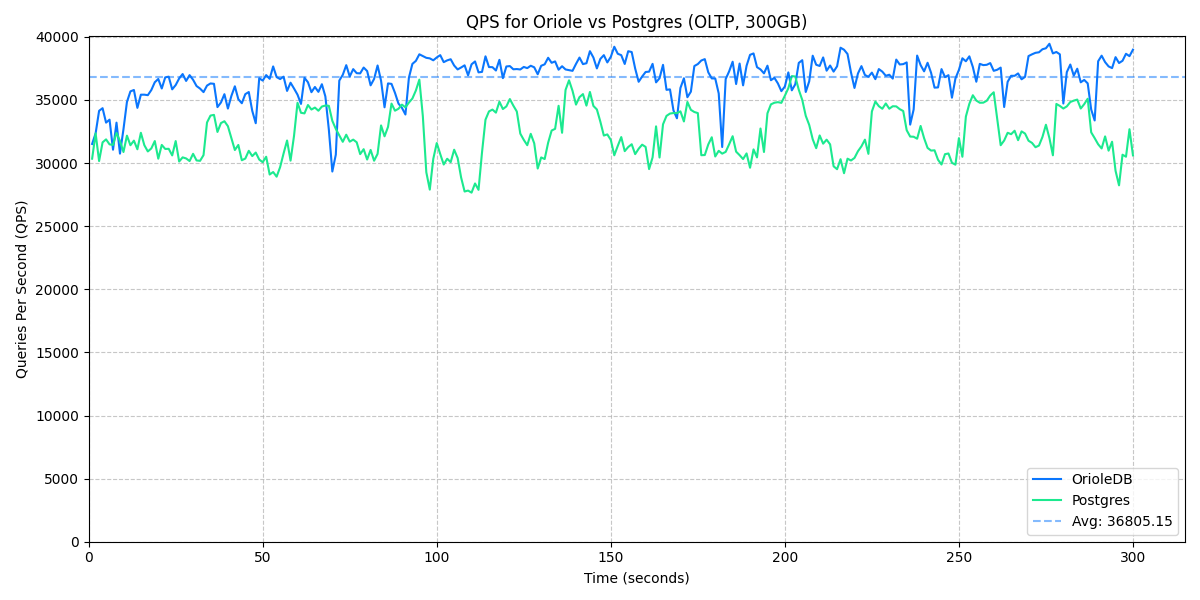 QPS for Oriole vs Postgres (OLTP, 300GB)
Queries Per Second (QPS)
40000
35000
30000
25000
20000
15000
10000
5000
0
OrioleDB
Postgres
Avg: 36805.15
0 50 100 150 200 250 300
Time (seconds)